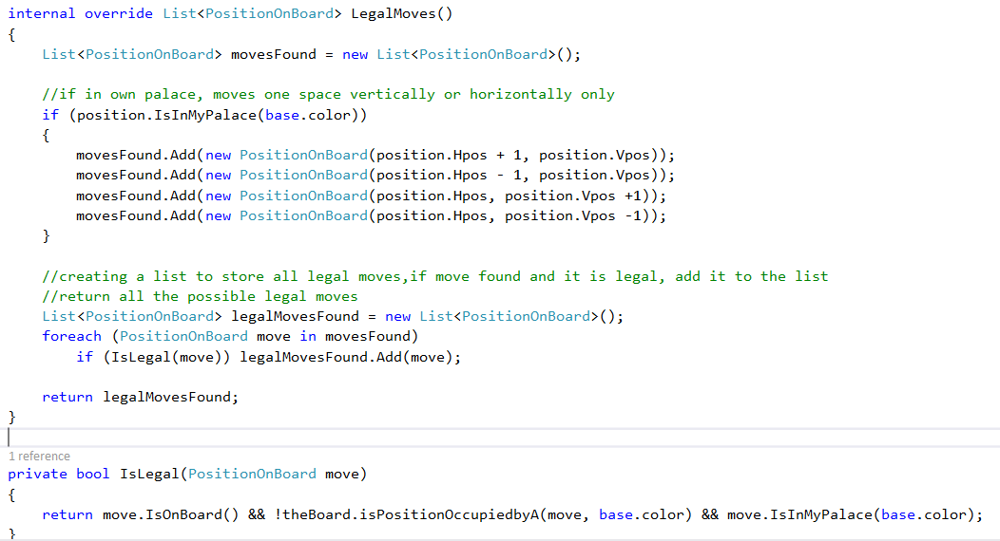 internal override List<PositionOnBoard> LegalMoves()
{
    List<PositionOnBoard> movesFound = new List<PositionOnBoard>();

    //if in own palace, moves one space vertically or horizontally only
    if (position.IsInMyPalace(base.color))
    {
        movesFound.Add(new PositionOnBoard(position.Hpos + 1, position.Vpos));
        movesFound.Add(new PositionOnBoard(position.Hpos - 1, position.Vpos));
        movesFound.Add(new PositionOnBoard(position.Hpos, position.Vpos +1));
        movesFound.Add(new PositionOnBoard(position.Hpos, position.Vpos -1));
    }

    //creating a list to store all legal moves,if move found and it is legal, add it to the list
    //return all the possible legal moves
    List<PositionOnBoard> legalMovesFound = new List<PositionOnBoard>();
    foreach (PositionOnBoard move in movesFound)
        if (IsLegal(move)) legalMovesFound.Add(move);

    return legalMovesFound;
}

1 reference
private bool IsLegal(PositionOnBoard move)
{
    return move.IsOnBoard() && !theBoard.isPositionOccupiedbyA(move, base.color) && move.IsInMyPalace(base.color);
}